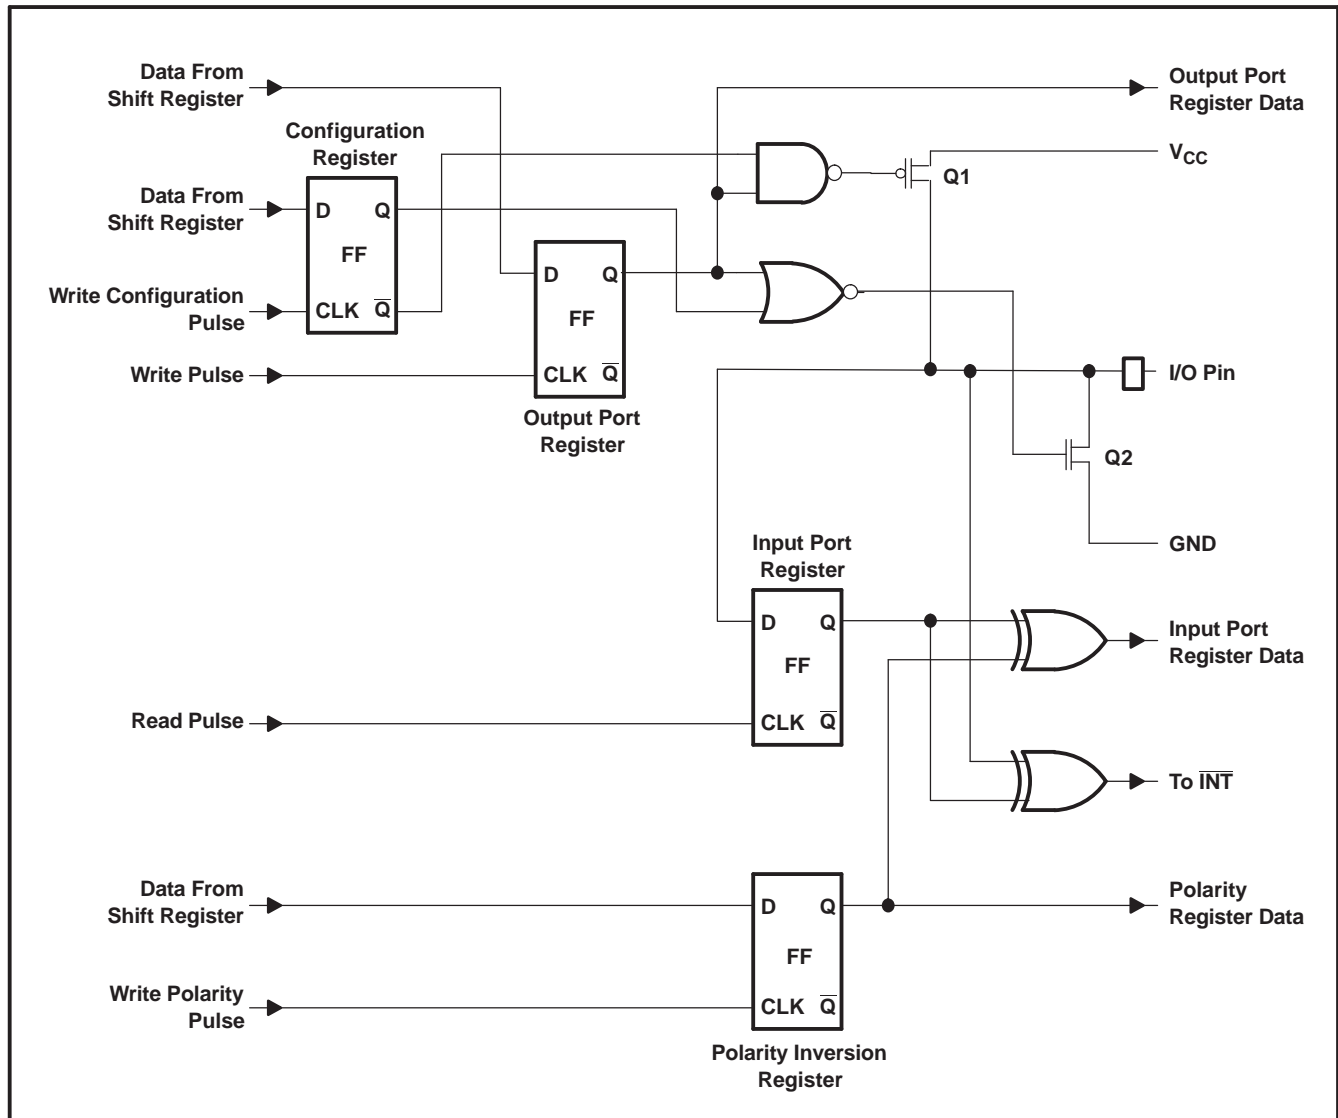 Data From
Shift Register
Output Port
Register Data
Configuration
Register
VCC
Q1
Data From
Shift Register
D Q
FF
CLK Q̅
Write Configuration
Pulse
D Q
FF
CLK Q̅
Write Pulse
I/O Pin
Output Port
Register
Q2
GND
Input Port
Register
D Q
FF
CLK Q̅
Input Port
Register Data
Read Pulse
To I̅N̅T̅
Data From
Shift Register
D Q
FF
CLK Q̅
Polarity
Register Data
Write Polarity
Pulse
Polarity Inversion
Register